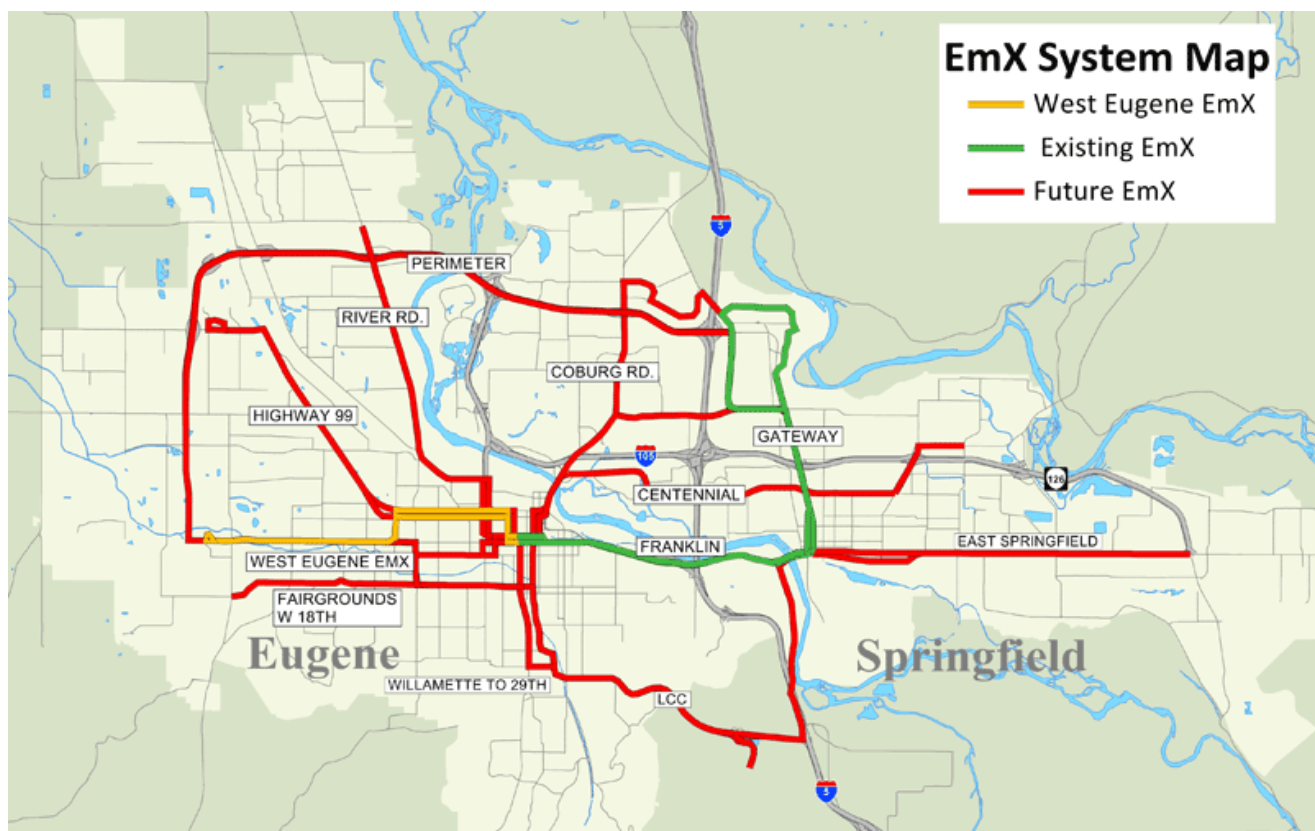 EmX System Map
West Eugene EmX
Existing EmX
Future EmX
5
PERIMETER
RIVER RD.
COBURG RD.
HIGHWAY 99
GATEWAY
105
126
CENTENNIAL
FRANKLIN
EAST SPRINGFIELD
WEST EUGENE EMX
FAIRGROUNDS
W 18TH
Eugene
Springfield
WILLAMETTE TO 29TH
LCC
5